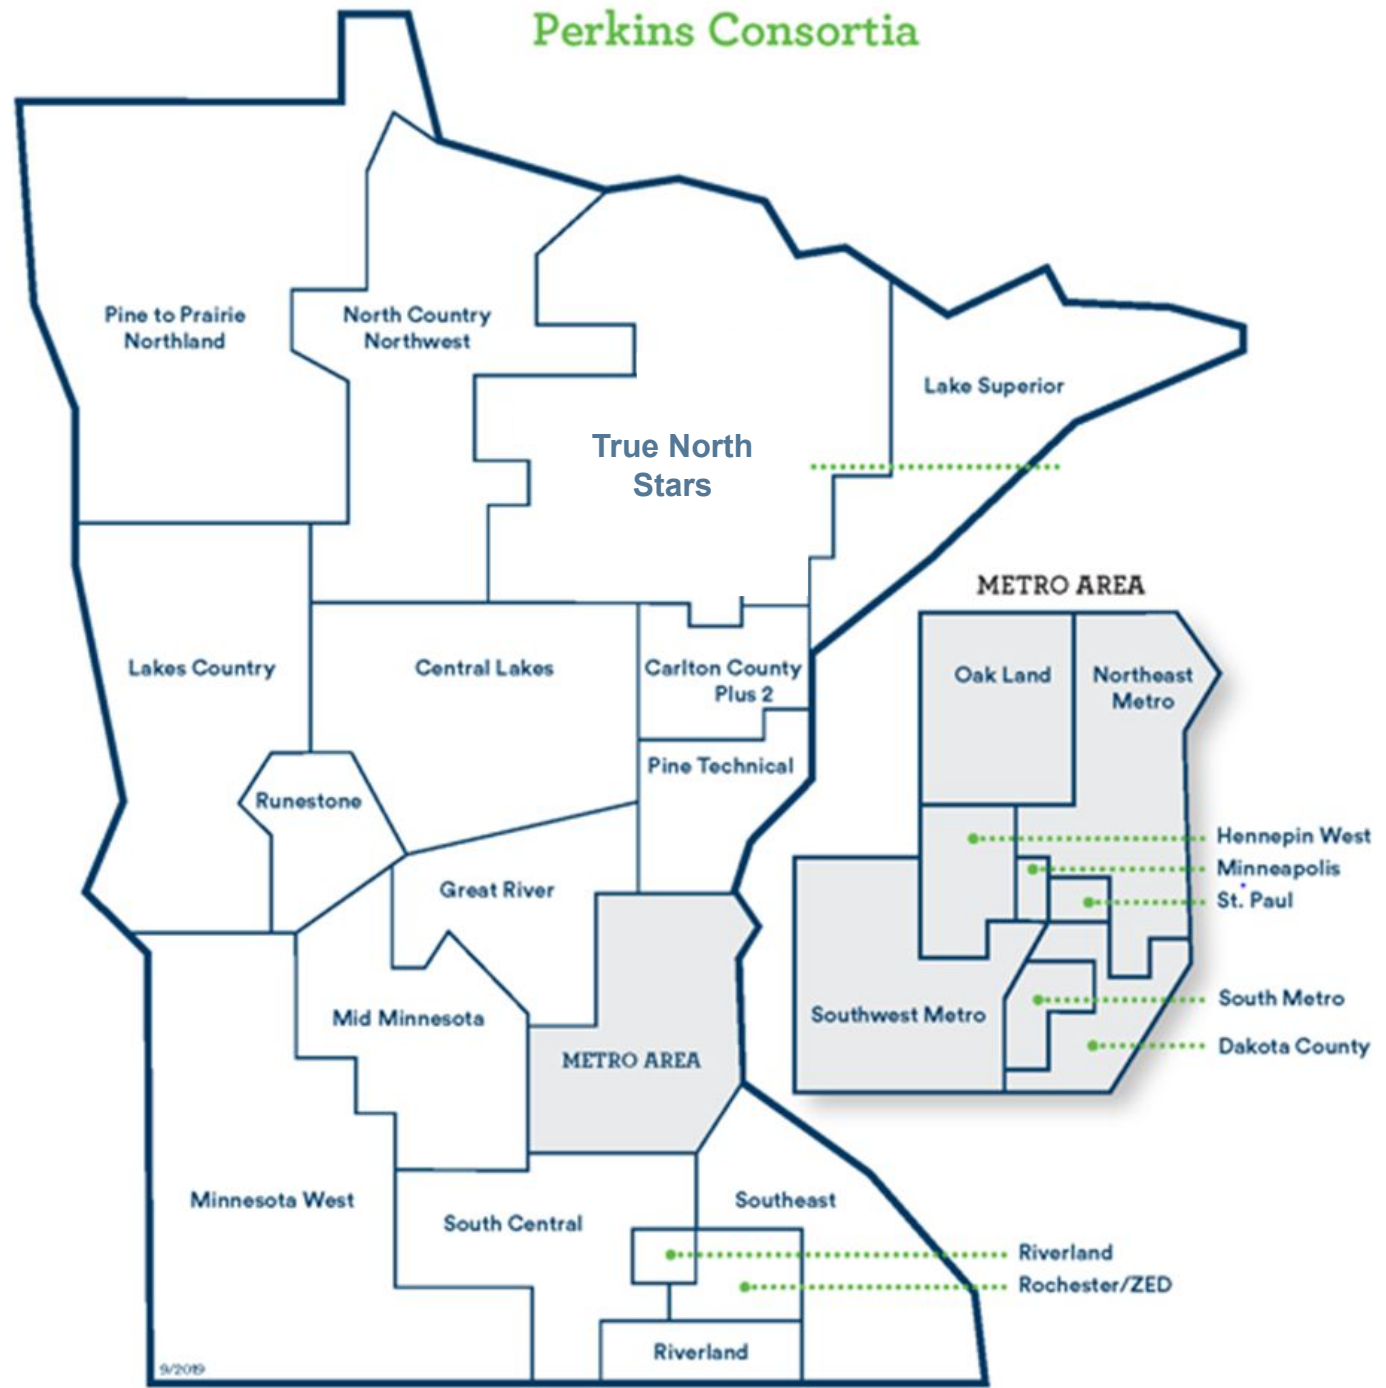 Perkins Consortia
Pine to Prairie
Northland
North Country
Northwest
Lake Superior
True North
Stars
METRO AREA
Lakes Country
Central Lakes
Carlton County
Plus 2
Oak Land
Northeast
Metro
Pine Technical
Runestone
Hennepin West
Minneapolis
St. Paul
Great River
Southwest Metro
South Metro
Mid Minnesota
Dakota County
METRO AREA
Minnesota West
Southeast
South Central
Riverland
Rochester/ZED
Riverland
9/2019